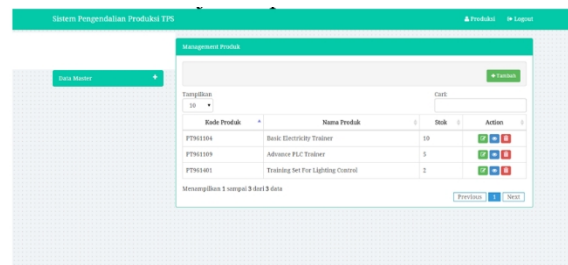 Sistem Pengendalian Produksi TPS
Produksi Logout
Management Produk
Data Master
Tambah
Tampilkan
Cari:
10
Kode Produk Nama Produk Stok Action
PT961104 Basic Electricity Trainer 10
PT961109 Advance PLC Trainer 5
PT961401 Training Set For Lighting Control 2
Menampilkan 1 sampai 3 dari 3 data
Previous 1 Next